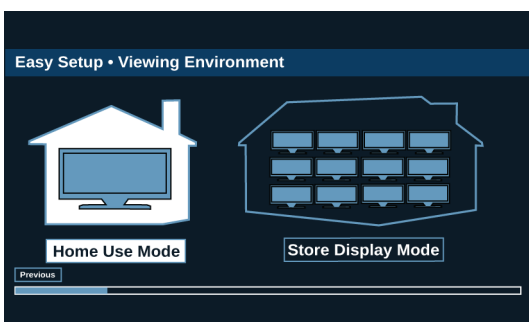 Easy Setup • Viewing Environment
Home Use Mode
Store Display Mode
Previous